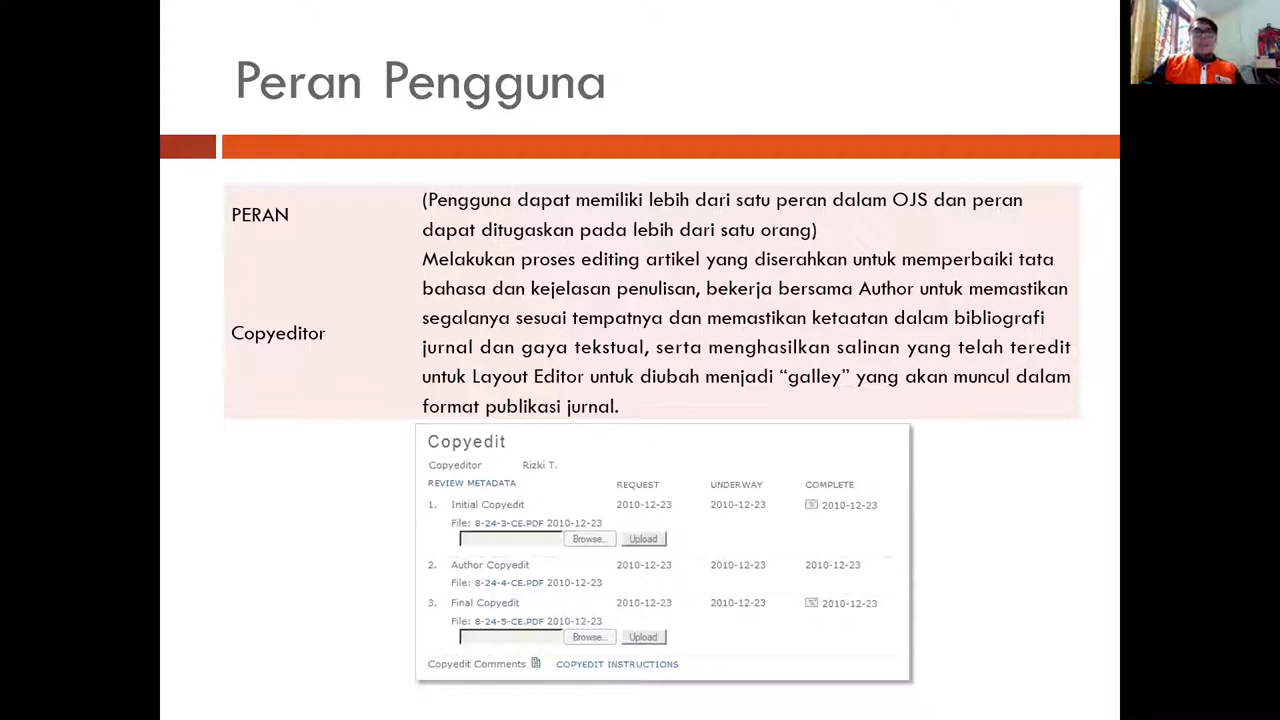 Peran Pengguna
PERAN
(Pengguna dapat memiliki lebih dari satu peran dalam OJS dan peran
dapat ditugaskan pada lebih dari satu orang)
Copyeditor
Melakukan proses editing artikel yang diserahkan untuk memperbaiki tata
bahasa dan kejelasan penulisan, bekerja bersama Author untuk memastikan
segalanya sesuai tempatnya dan memastikan ketaatan dalam bibliografi
jurnal dan gaya tekstual, serta menghasilkan salinan yang telah teredit
untuk Layout Editor untuk diubah menjadi “galley” yang akan muncul dalam
format publikasi jurnal.
Copyedit
Copyeditor Rizki T.
REVIEW METADATA REQUEST UNDERWAY COMPLETE
1. Initial Copyedit 2010-12-23 2010-12-23 2010-12-23
File: 8-24-3-CE.PDF 2010-12-23
Browse... Upload
2. Author Copyedit 2010-12-23 2010-12-23 2010-12-23
File: 8-24-4-CE.PDF 2010-12-23
3. Final Copyedit 2010-12-23 2010-12-23 2010-12-23
File: 8-24-5-CE.PDF 2010-12-23
Browse... Upload
Copyedit Comments COPYEDIT INSTRUCTIONS